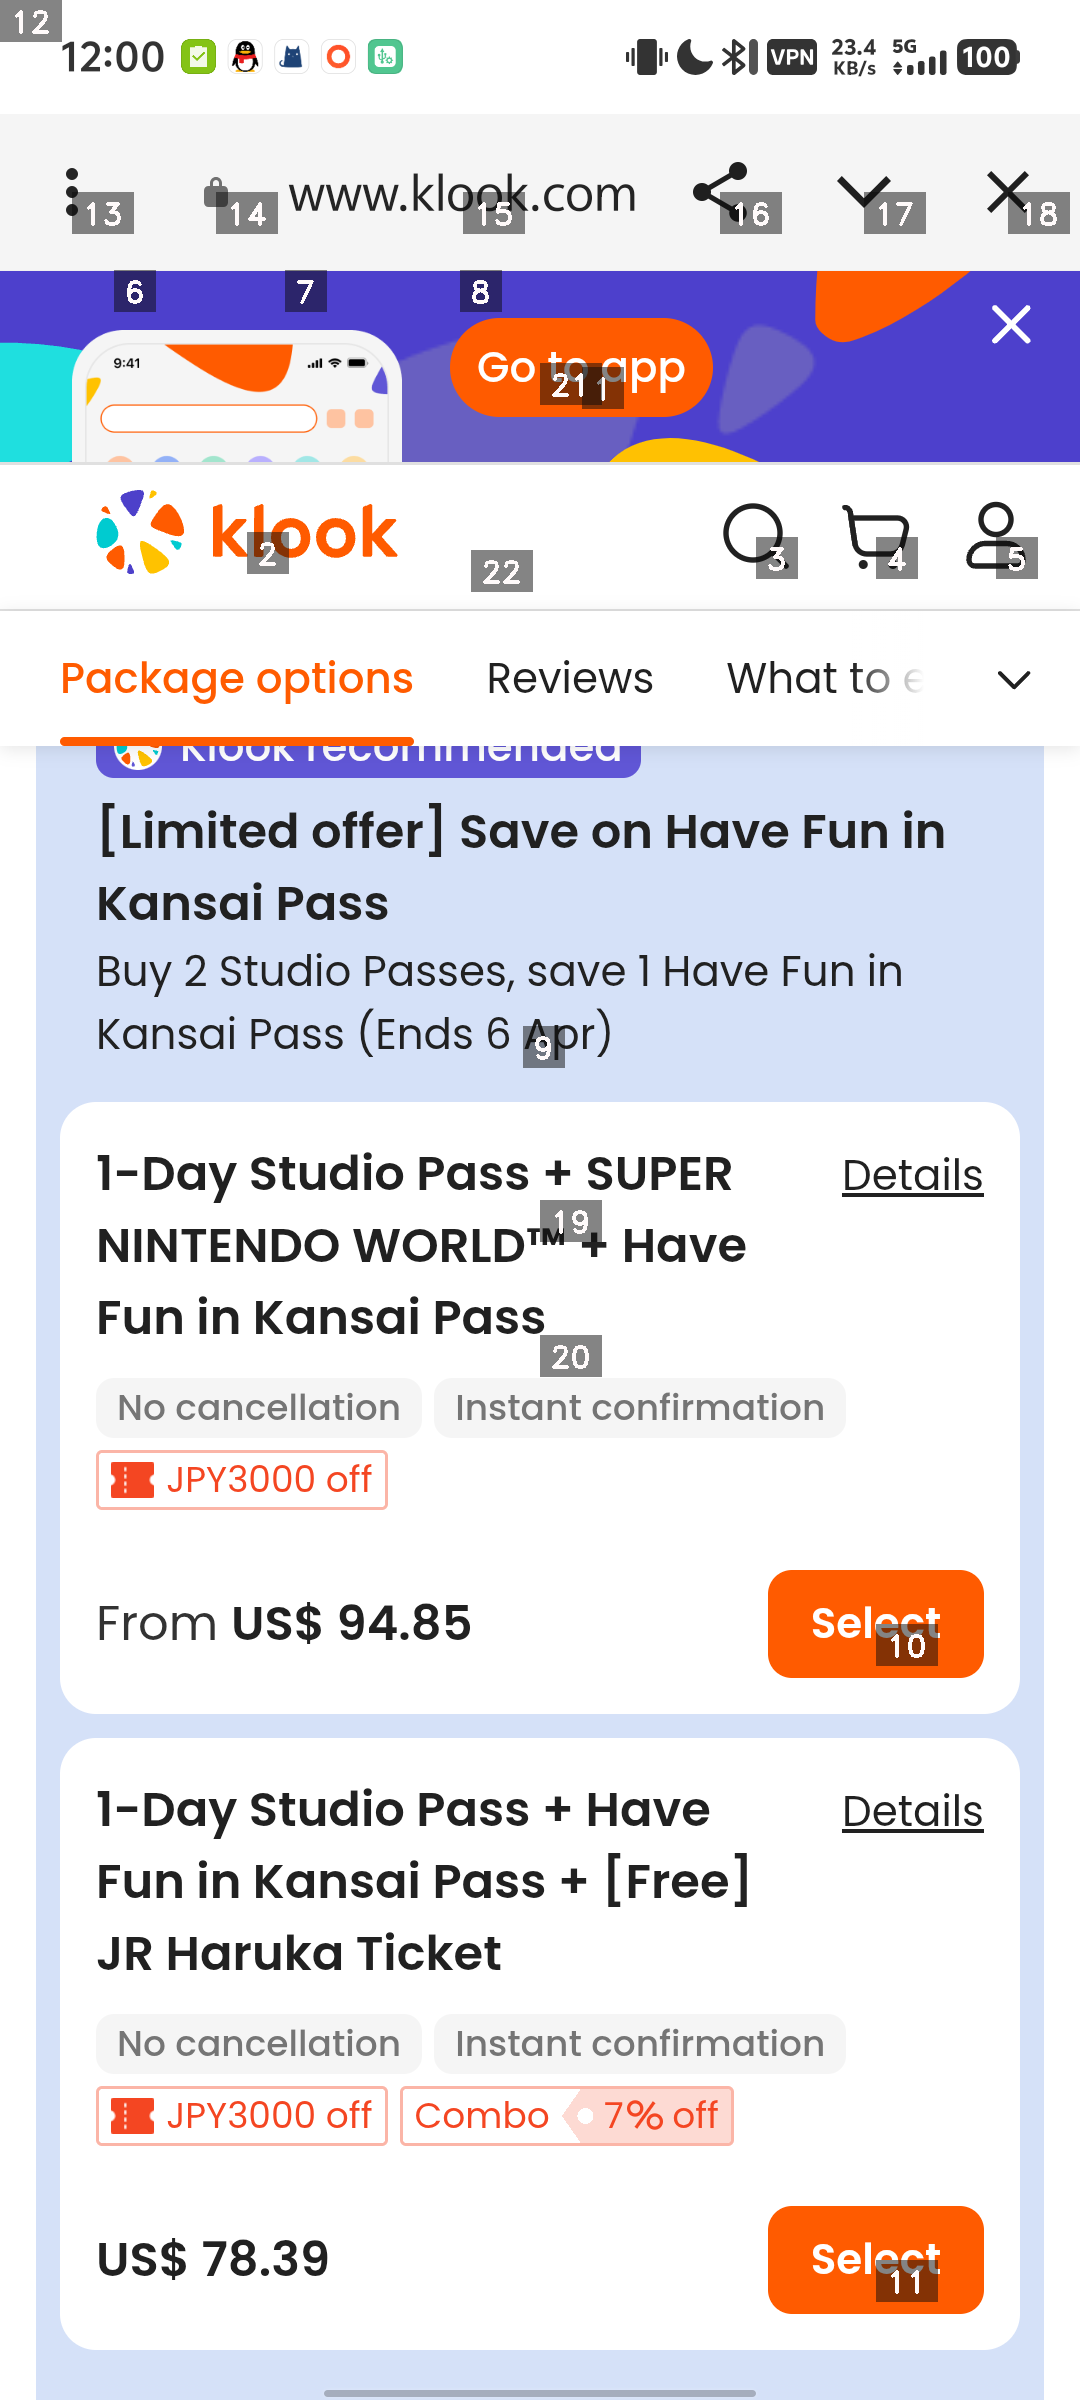 12
12:00
VPN
23.4
KB/s
5G
100
13
14
www.klook.com
15
16
17
18
6
7
8
9:41
Go to app
21
1
klook
2
22
3
4
5
Package options
Reviews
What to e
Klook recommended
[Limited offer] Save on Have Fun in
Kansai Pass
Buy 2 Studio Passes, save 1 Have Fun in
Kansai Pass (Ends 6 Apr)
9
1-Day Studio Pass + SUPER
Details
19
NINTENDO WORLD™ + Have
Fun in Kansai Pass
20
No cancellation
Instant confirmation
JPY3000 off
From US$ 94.85
Select
10
1-Day Studio Pass + Have
Details
Fun in Kansai Pass + [Free]
JR Haruka Ticket
No cancellation
Instant confirmation
JPY3000 off
Combo
7% off
US$ 78.39
Select
11